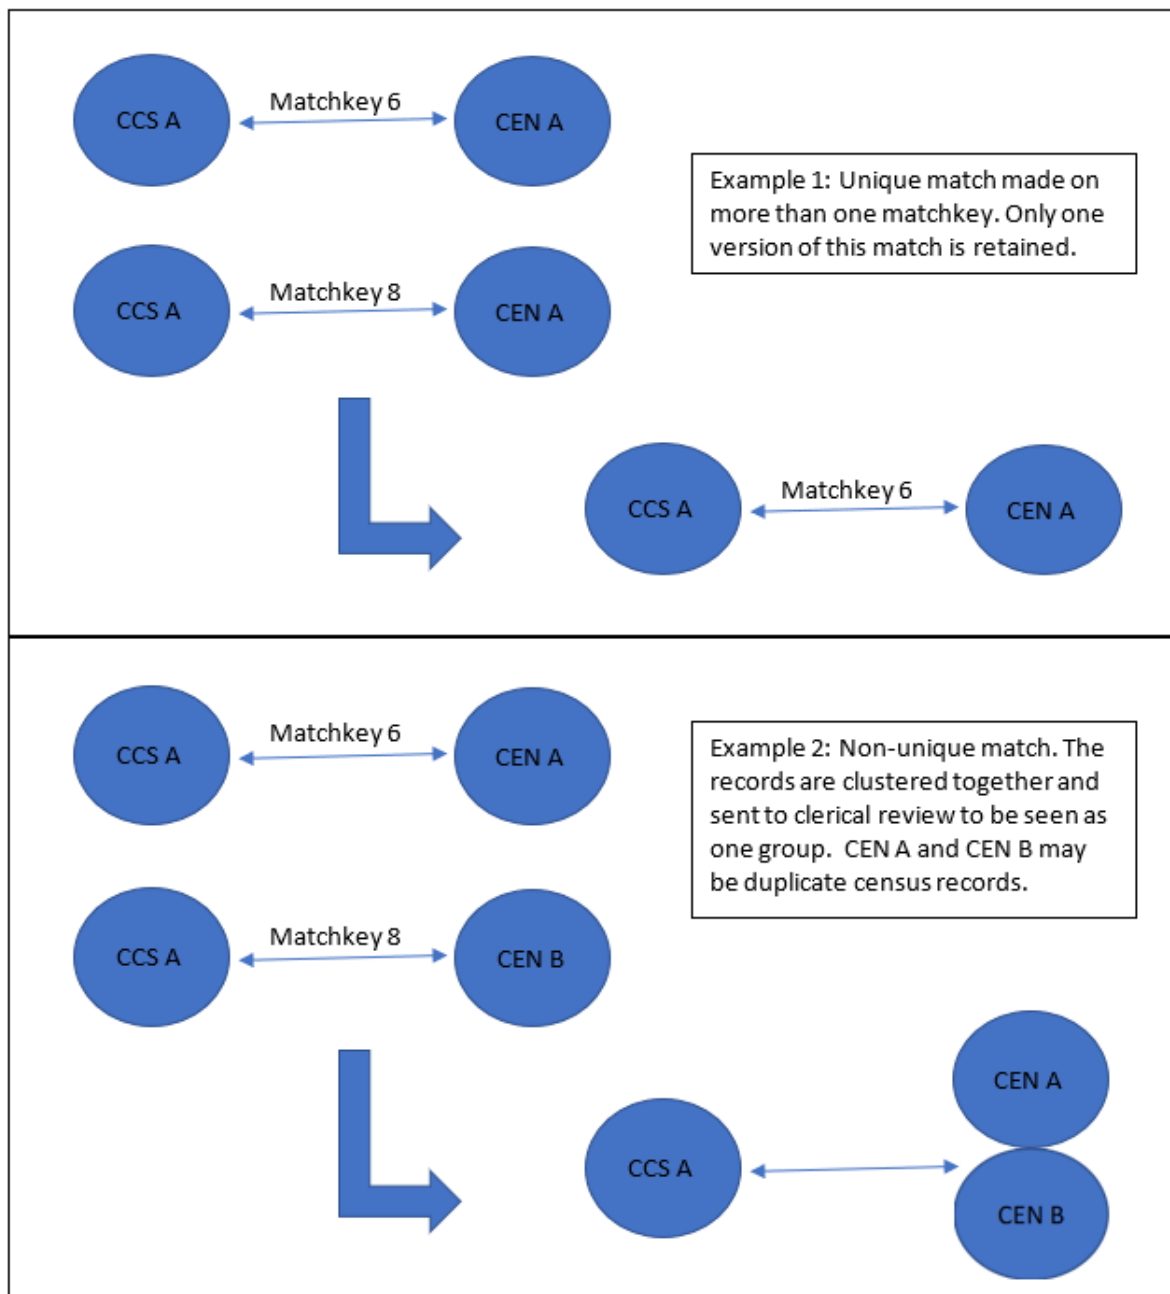 Matchkey 6
CCS A
CEN A
Example 1: Unique match made on
more than one matchkey. Only one
version of this match is retained.
Matchkey 8
CCS A
CEN A
Matchkey 6
CCS A
CEN A
Matchkey 6
CCS A
CEN A
Example 2: Non-unique match. The
records are clustered together and
sent to clerical review to be seen as
one group.  CEN A and CEN B may
be duplicate census records.
Matchkey 8
CCS A
CEN B
CEN A
CCS A
CEN B